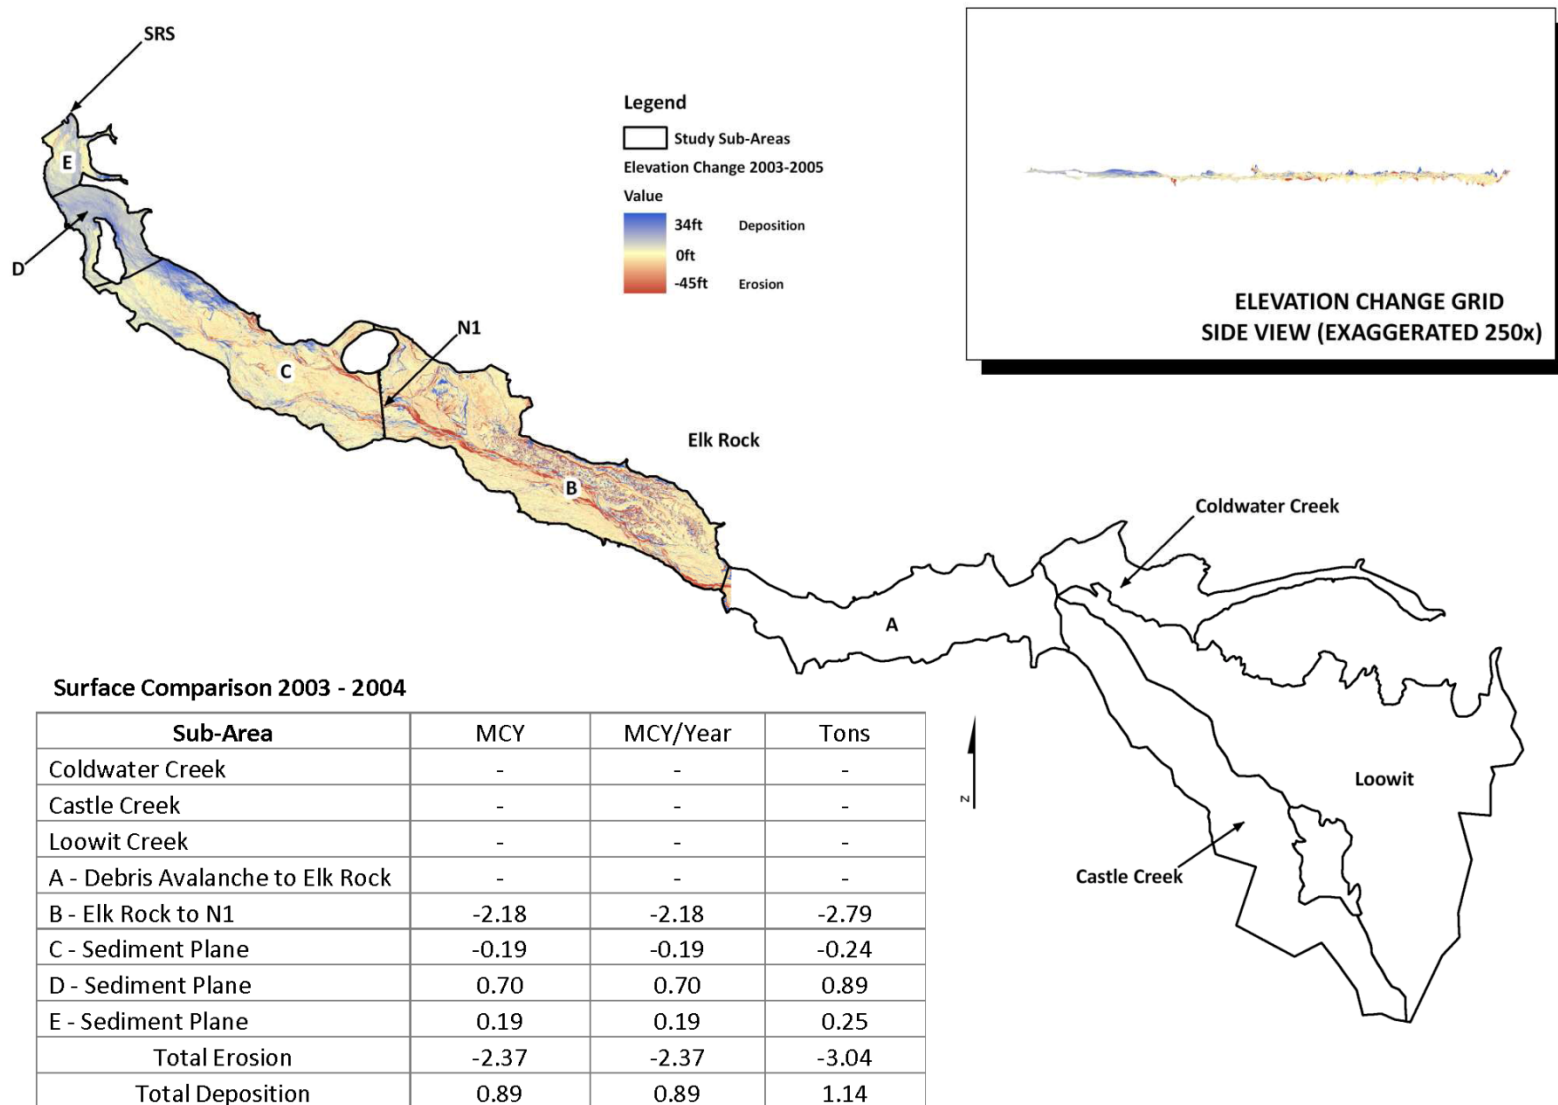 SRS
E
D
C
N1
B
Elk Rock
A
Legend
Study Sub-Areas
Elevation Change 2003-2005
Value
34ft Deposition
0ft
-45ft Erosion
ELEVATION CHANGE GRID
SIDE VIEW (EXAGGERATED 250x)
Coldwater Creek
Loowit
Castle Creek
z
Surface Comparison 2003 - 2004
Sub-Area MCY MCY/Year Tons
Coldwater Creek - - -
Castle Creek - - -
Loowit Creek - - -
A - Debris Avalanche to Elk Rock - - -
B - Elk Rock to N1 -2.18 -2.18 -2.79
C - Sediment Plane -0.19 -0.19 -0.24
D - Sediment Plane 0.70 0.70 0.89
E - Sediment Plane 0.19 0.19 0.25
Total Erosion -2.37 -2.37 -3.04
Total Deposition 0.89 0.89 1.14